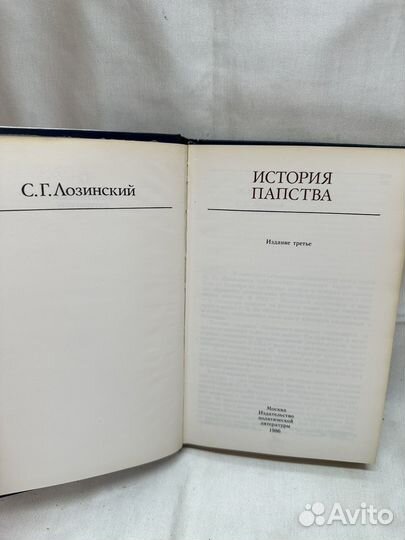 С.Г.Лозинский
ИСТОРИЯ
ПАПСТВА
Издание третье
Москва
Издательство
политической
литературы
1986
Avito